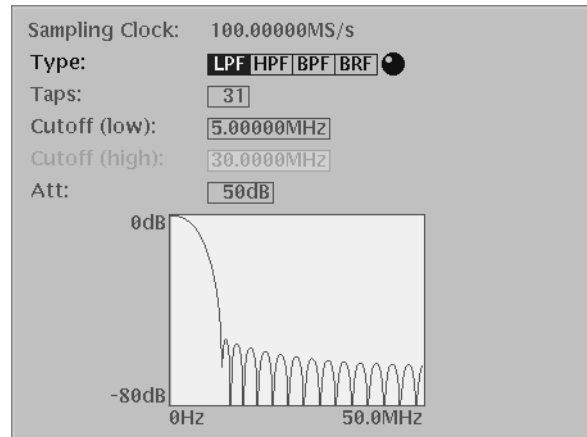 Sampling Clock: 100.00000MS/s
Type: LPF HPF BPF BRF
Taps: 31
Cutoff (low): 5.00000MHz
Cutoff (high): 30.0000MHz
Att: 50dB
0dB
-80dB
0Hz 50.0MHz